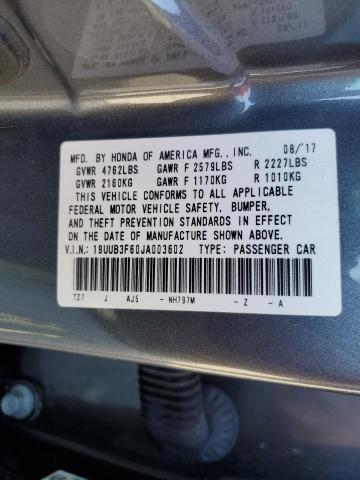 MFD. BY HONDA OF AMERICA MFG., INC. 08/17
GVWR 4762LBS GAWR F 2579LBS R 2227LBS
GVWR 2160KG GAWR F 1170KG R 1010KG
THIS VEHICLE CONFORMS TO ALL APPLICABLE
FEDERAL MOTOR VEHICLE SAFETY, BUMPER,
AND THEFT PREVENTION STANDARDS IN EFFECT
ON THE DATE OF MANUFACTURE SHOWN ABOVE.
V.I.N.: 19UUB3F60JA003602 TYPE: PASSENGER CAR
TZ7 J AJ5 - NH797M - Z - A